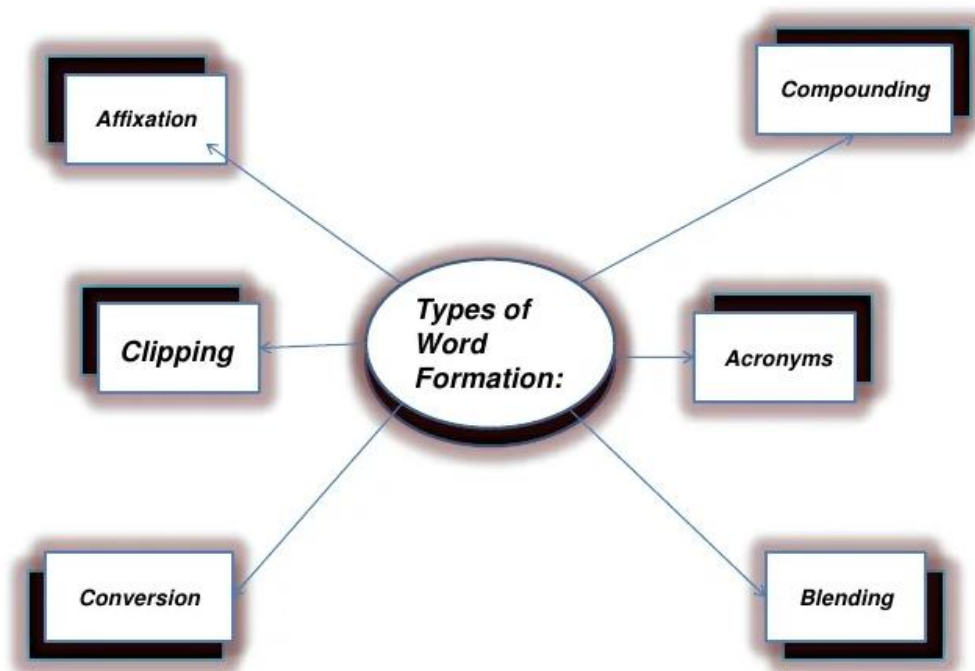 Affixation
Compounding
Types of
Word
Formation:
Clipping
Acronyms
Conversion
Blending